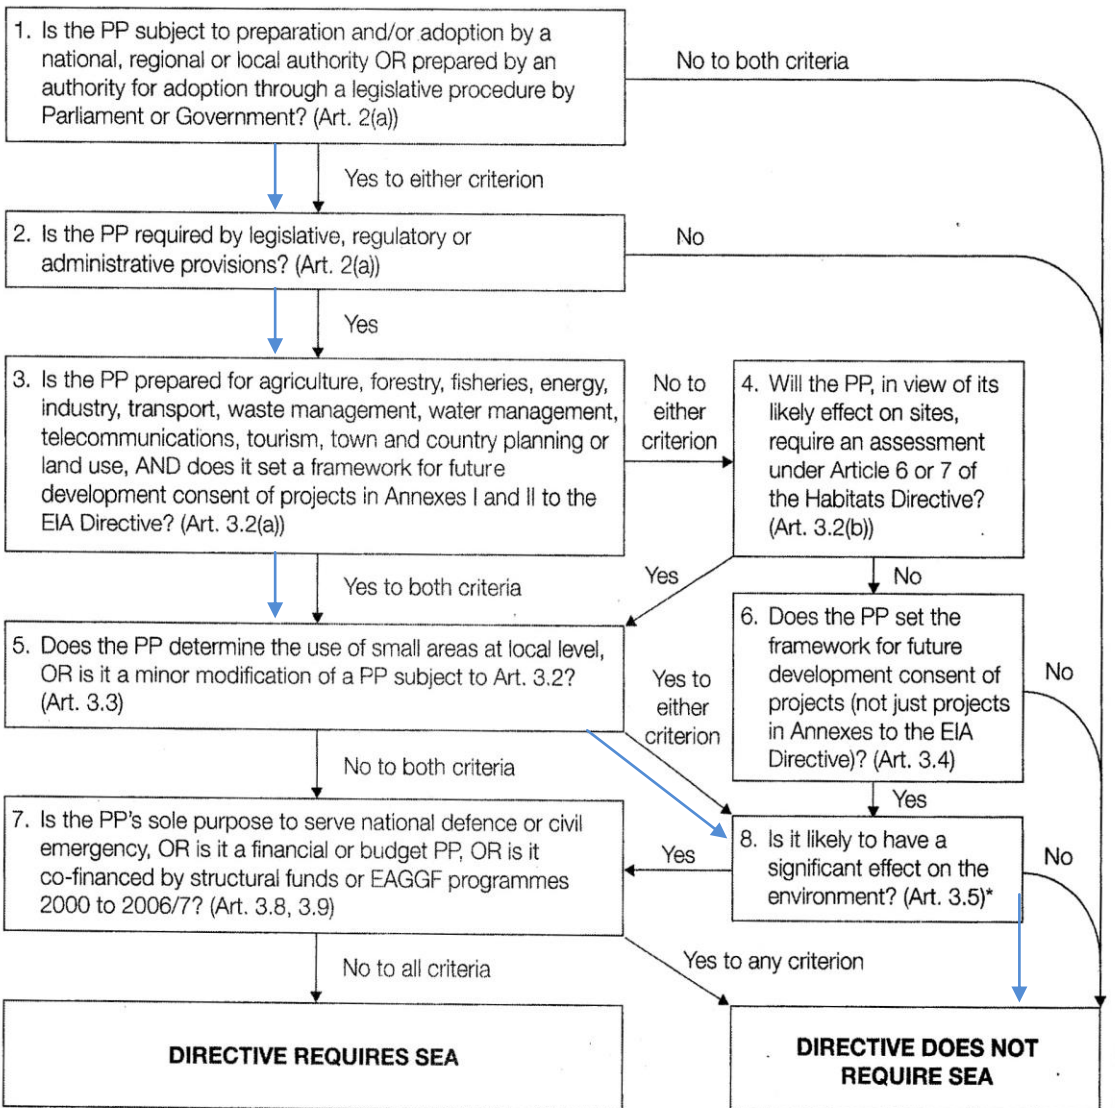 1. Is the PP subject to preparation and/or adoption by a
national, regional or local authority OR prepared by an
authority for adoption through a legislative procedure by
Parliament or Government? (Art. 2(a))
No to both criteria
Yes to either criterion
2. Is the PP required by legislative, regulatory or
administrative provisions? (Art. 2(a))
No
Yes
3. Is the PP prepared for agriculture, forestry, fisheries, energy,
industry, transport, waste management, water management,
telecommunications, tourism, town and country planning or
land use, AND does it set a framework for future
development consent of projects in Annexes I and II to the
EIA Directive? (Art. 3.2(a))
No to
either
criterion
4. Will the PP, in view of its
likely effect on sites,
require an assessment
under Article 6 or 7 of
the Habitats Directive?
(Art. 3.2(b))
Yes to both criteria
Yes
No
5. Does the PP determine the use of small areas at local level,
OR is it a minor modification of a PP subject to Art. 3.2?
(Art. 3.3)
Yes to
either
criterion
6. Does the PP set the
framework for future
development consent of
projects (not just projects
in Annexes to the EIA
Directive)? (Art. 3.4)
No
No to both criteria
Yes
7. Is the PP's sole purpose to serve national defence or civil
emergency, OR is it a financial or budget PP, OR is it
co-financed by structural funds or EAGGF programmes
2000 to 2006/7? (Art. 3.8, 3.9)
Yes
8. Is it likely to have a
significant effect on the
environment? (Art. 3.5)*
No
No to all criteria
Yes to any criterion
DIRECTIVE REQUIRES SEA
DIRECTIVE DOES NOT
REQUIRE SEA